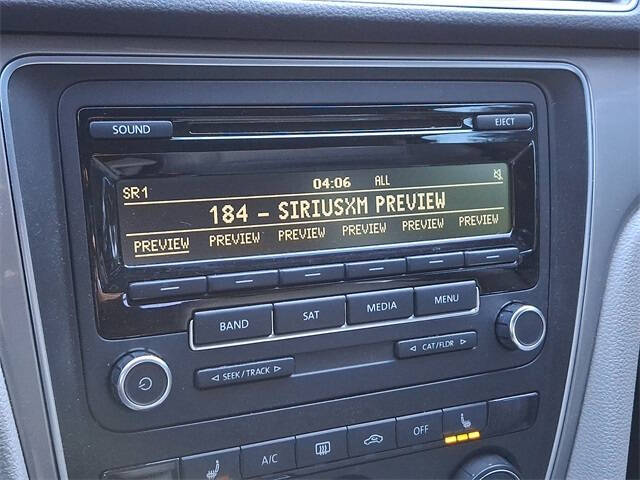 SOUND EJECT
04:06 ALL
SR1
184 - SIRIUSXM PREVIEW
PREVIEW PREVIEW PREVIEW PREVIEW PREVIEW PREVIEW
BAND SAT MEDIA MENU
SEEK/TRACK CAT/FLDR
A/C OFF